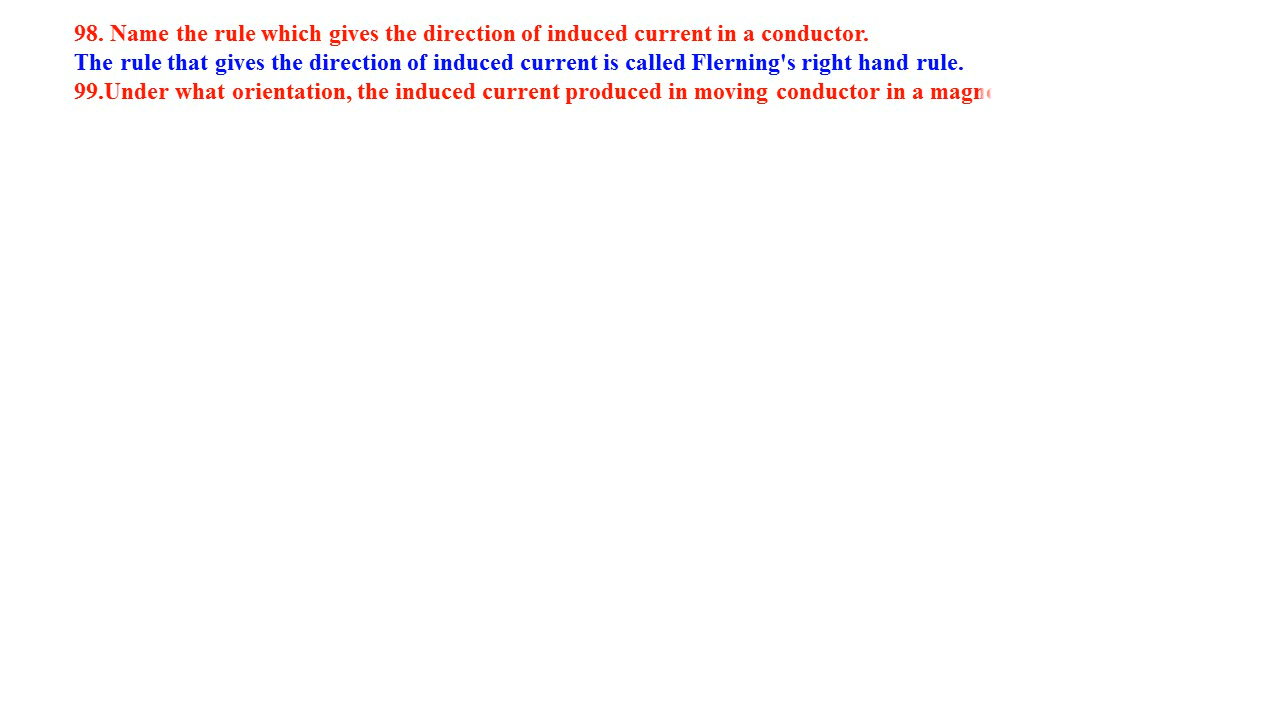 98. Name the rule which gives the direction of induced current in a conductor.
The rule that gives the direction of induced current is called Flerning's right hand rule.
99.Under what orientation, the induced current produced in moving conductor in a